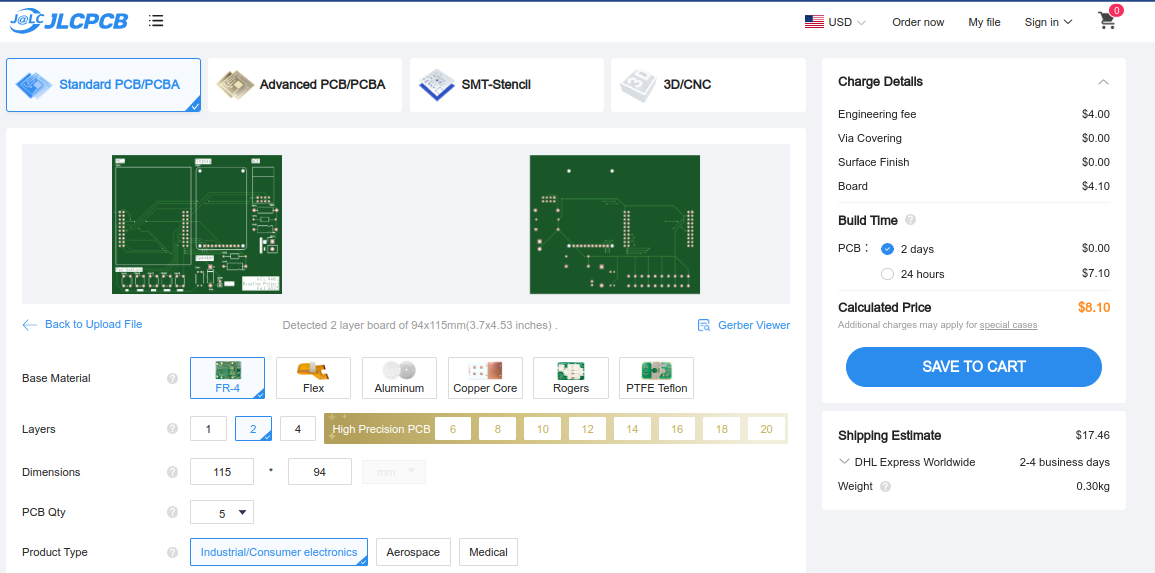 J@LC JLCPCB
USD
Order now
My file
Sign in
0
Standard PCB/PCBA
Advanced PCB/PCBA
SMT-Stencil
3D/CNC
Back to Upload File
Detected 2 layer board of 94x115mm(3.7x4.53 inches) .
Gerber Viewer
Base Material ?
FR-4
Flex
Aluminum
Copper Core
Rogers
PTFE Teflon
Layers ? 1 2 4 High Precision PCB 6 8 10 12 14 16 18 20
Dimensions ? 115 * 94 mm
PCB Qty ? 5
Product Type ? Industrial/Consumer electronics Aerospace Medical
Charge Details
Engineering fee $4.00
Via Covering $0.00
Surface Finish $0.00
Board $4.10
Build Time ?
PCB : 2 days $0.00
24 hours $7.10
Calculated Price $8.10
Additional charges may apply for special cases
SAVE TO CART
Shipping Estimate $17.46
DHL Express Worldwide 2-4 business days
Weight ? 0.30kg